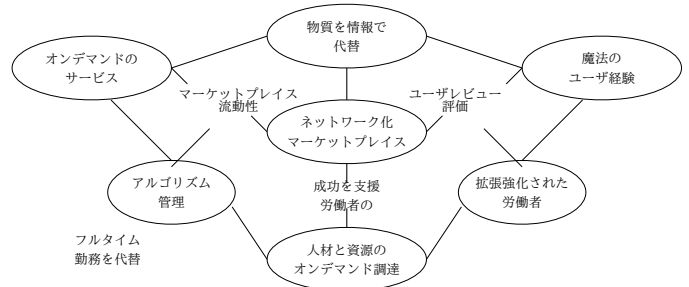 物質を情報で
代替
オンデマンドの
サービス
魔法の
ユーザ経験
マーケットプレイス
流動性
ユーザレビュー
評価
ネットワーク化
マーケットプレイス
アルゴリズム
管理
成功を支援
労働者の
拡張強化された
労働者
フルタイム
勤務を代替
人材と資源の
オンデマンド調達